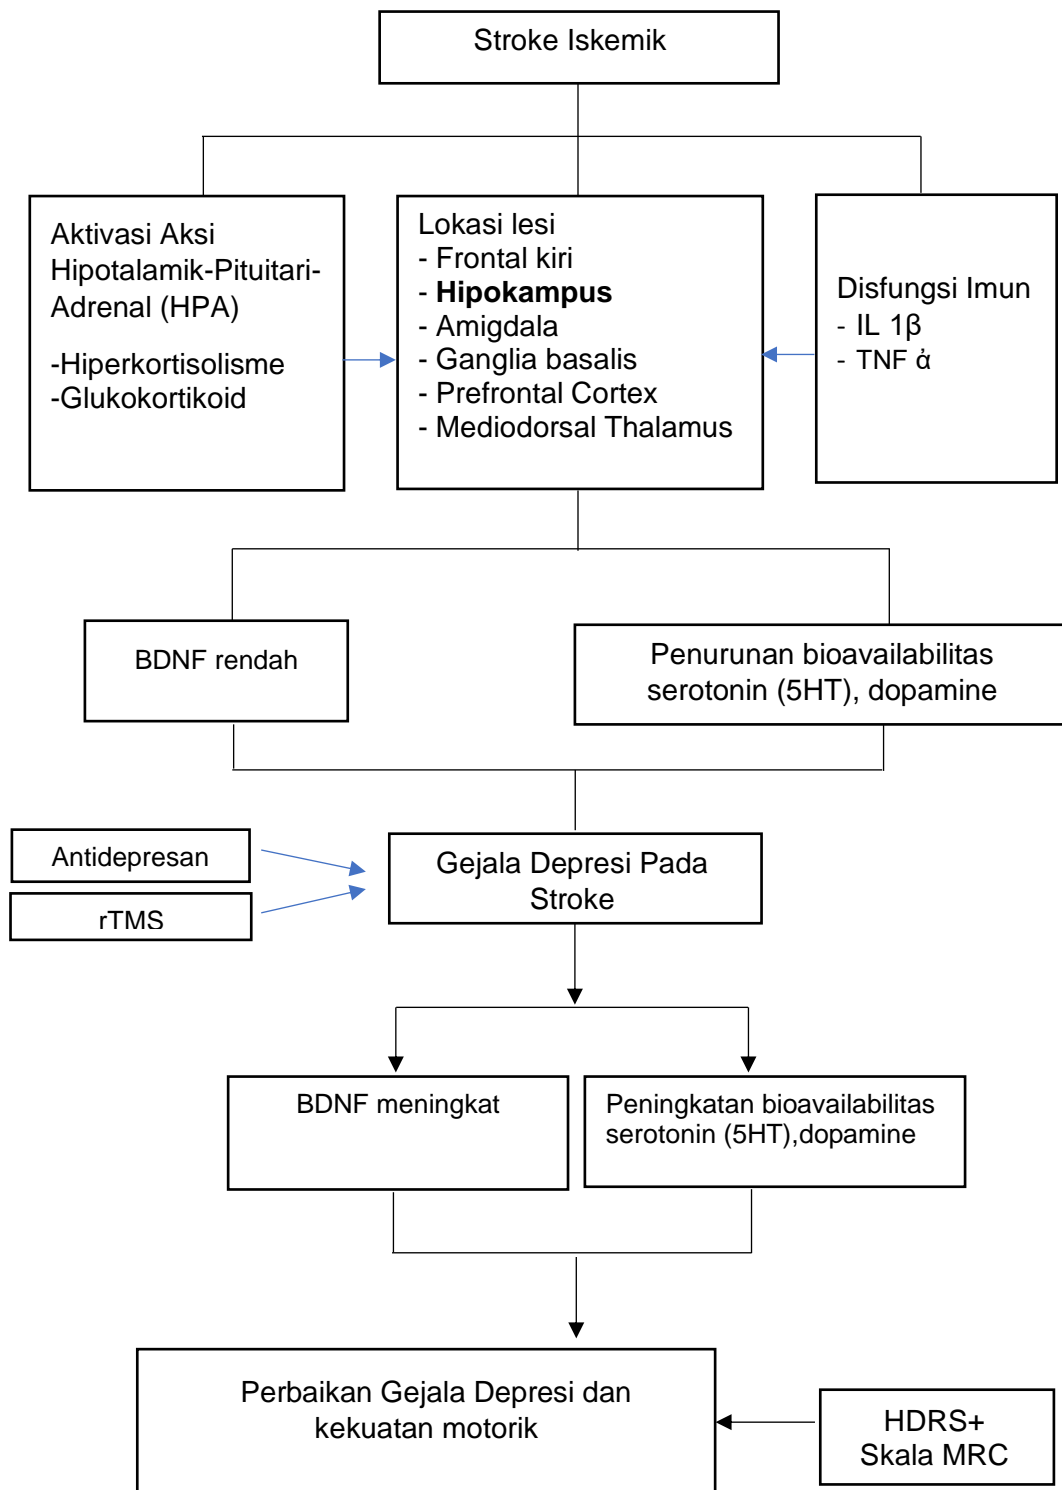 Stroke Iskemik
Aktivasi Aksi
Hipotalamik-Pituitari-
Adrenal (HPA)
-Hiperkortisolisme
-Glukokortikoid
Lokasi lesi
- Frontal kiri
- Hipokampus
- Amigdala
- Ganglia basalis
- Prefrontal Cortex
- Mediodorsal Thalamus
Disfungsi Imun
- IL 1β
- TNF ἀ
BDNF rendah
Penurunan bioavailabilitas
serotonin (5HT), dopamine
Antidepresan
rTMS
Gejala Depresi Pada
Stroke
BDNF meningkat
Peningkatan bioavailabilitas
serotonin (5HT),dopamine
Perbaikan Gejala Depresi dan
kekuatan motorik
HDRS+
Skala MRC